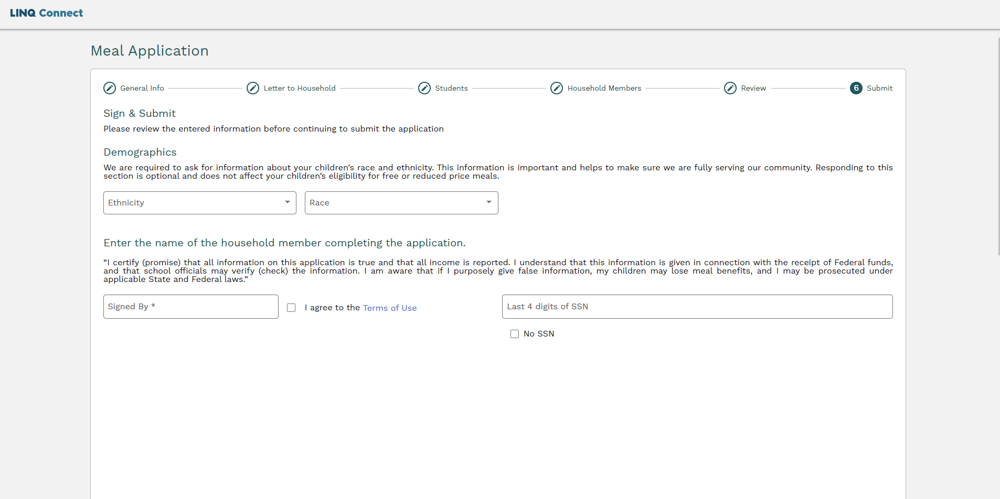 LINQ Connect
Meal Application
General Info
Letter to Household
Students
Household Members
Review
6 Submit
Sign & Submit
Please review the entered information before continuing to submit the application
Demographics
We are required to ask for information about your children’s race and ethnicity. This information is important and helps to make sure we are fully serving our community. Responding to this
section is optional and does not affect your children’s eligibility for free or reduced price meals.
Ethnicity
Race
Enter the name of the household member completing the application.
“I certify (promise) that all information on this application is true and that all income is reported. I understand that this information is given in connection with the receipt of Federal funds,
and that school officials may verify (check) the information. I am aware that if I purposely give false information, my children may lose meal benefits, and I may be prosecuted under
applicable State and Federal laws.”
Signed By *
I agree to the Terms of Use
Last 4 digits of SSN
No SSN